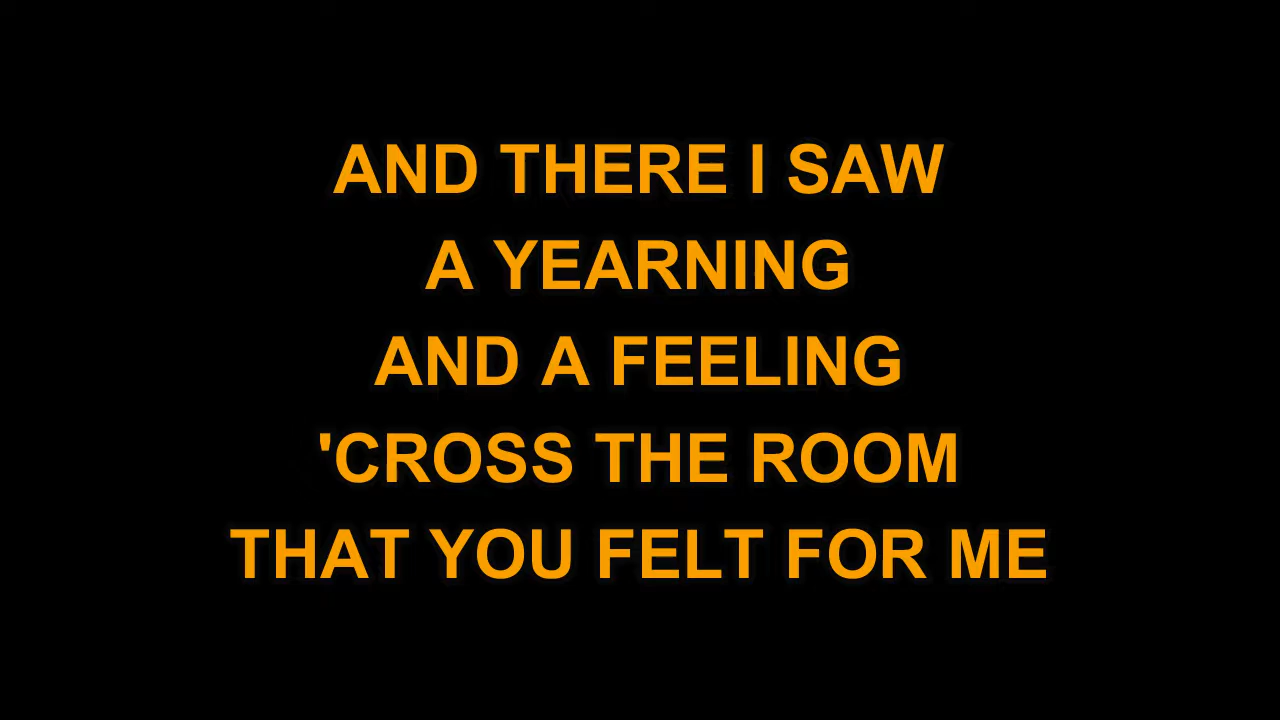 AND THERE I SAW
A YEARNING
AND A FEELING
'CROSS THE ROOM
THAT YOU FELT FOR ME